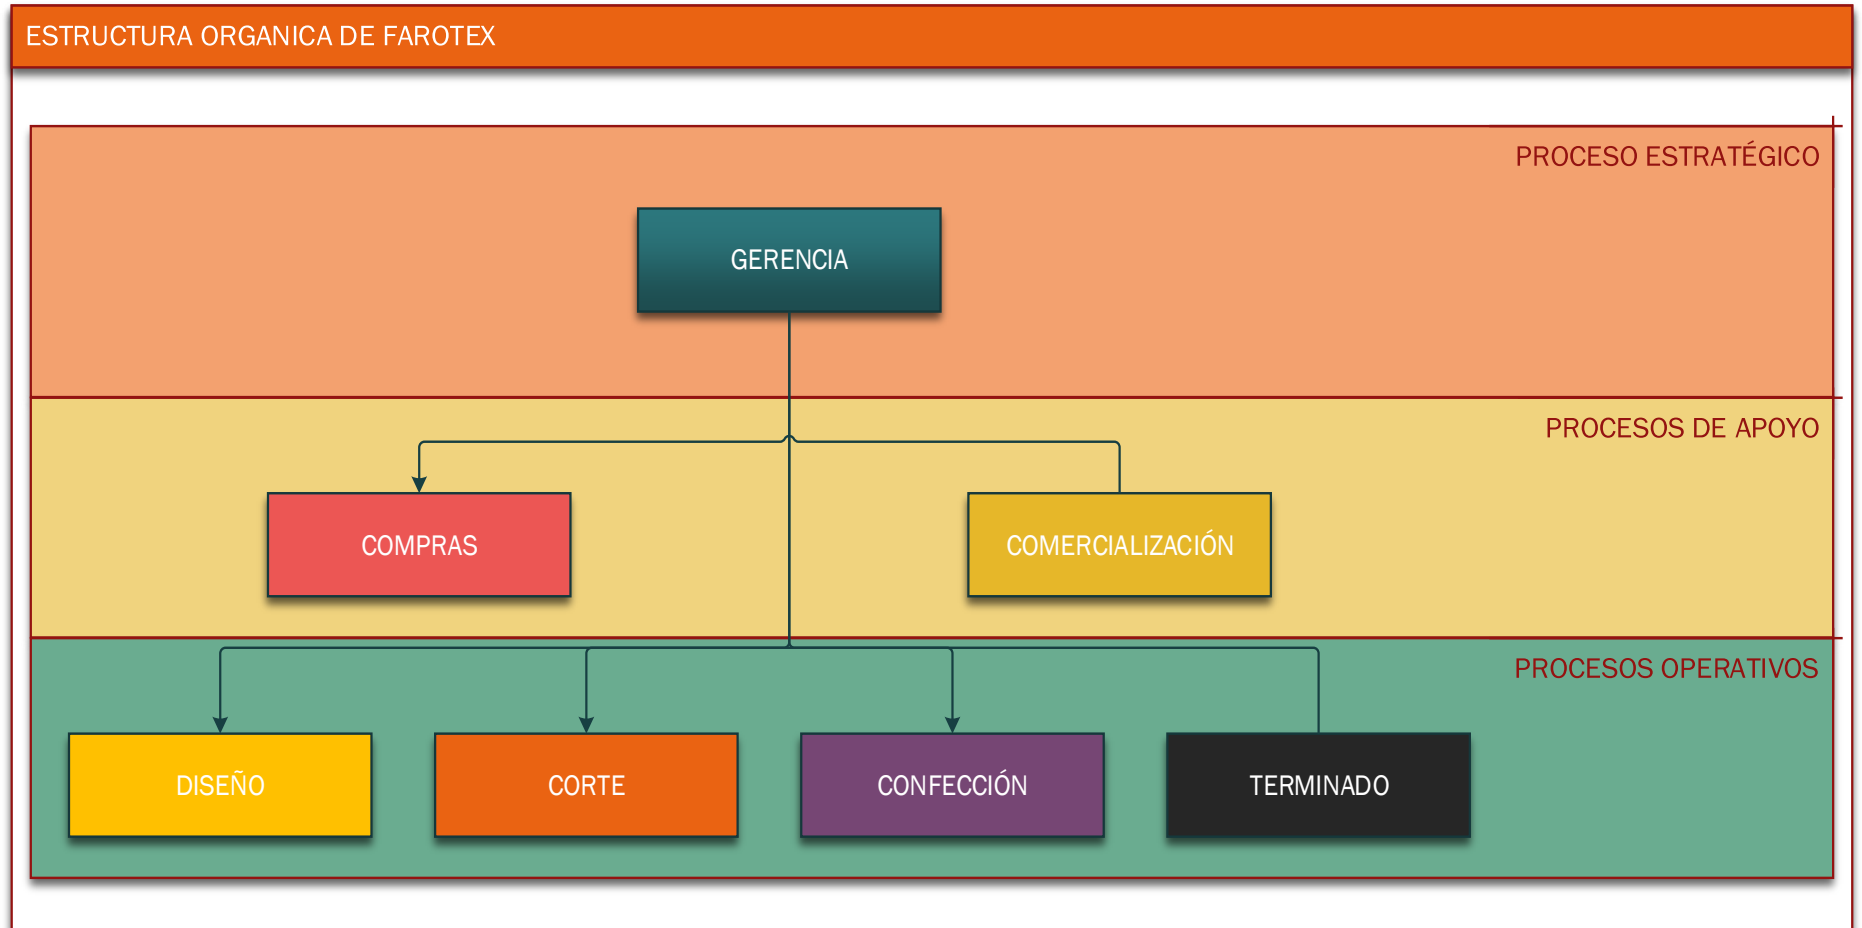 ESTRUCTURA ORGANICA DE FAROTEX
PROCESO ESTRATÉGICO
GERENCIA
PROCESOS DE APOYO
COMPRAS
COMERCIALIZACIÓN
PROCESOS OPERATIVOS
DISEÑO
CORTE
CONFECCIÓN
TERMINADO